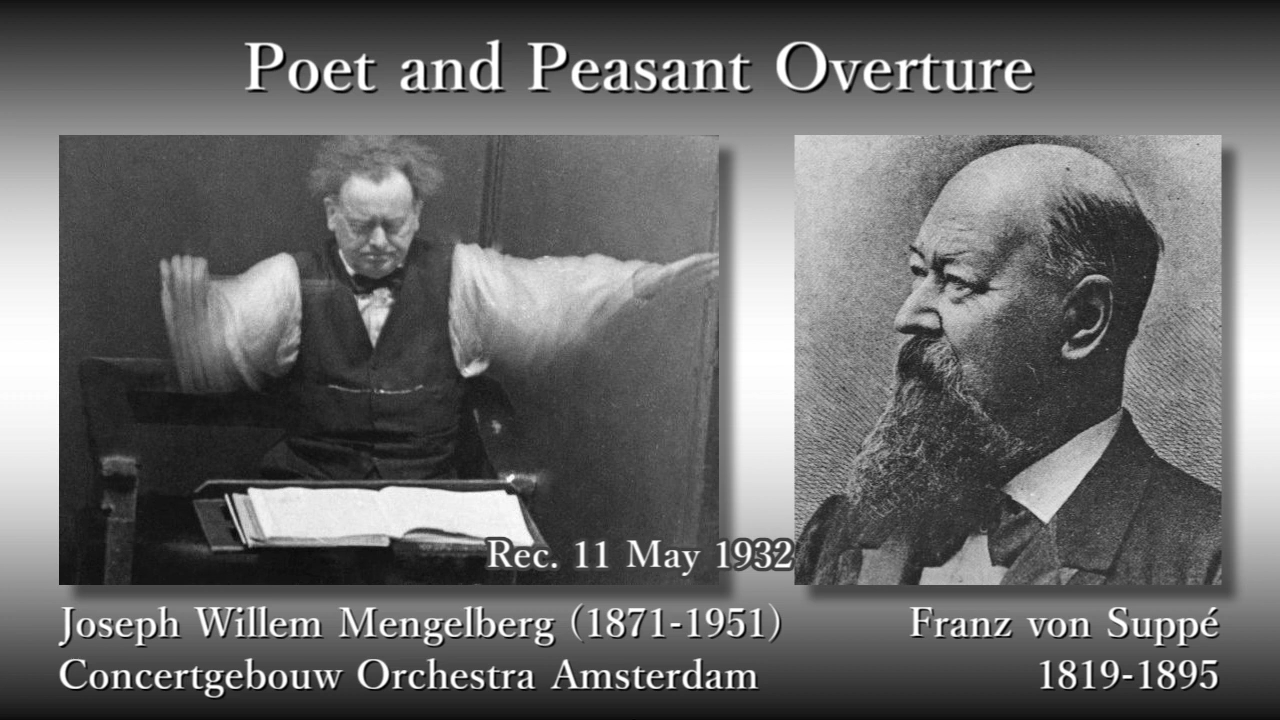 Poet and Peasant Overture
Rec. 11 May 1932
Joseph Willem Mengelberg (1871-1951)
Concertgebouw Orchestra Amsterdam
Franz von Suppé
1819-1895